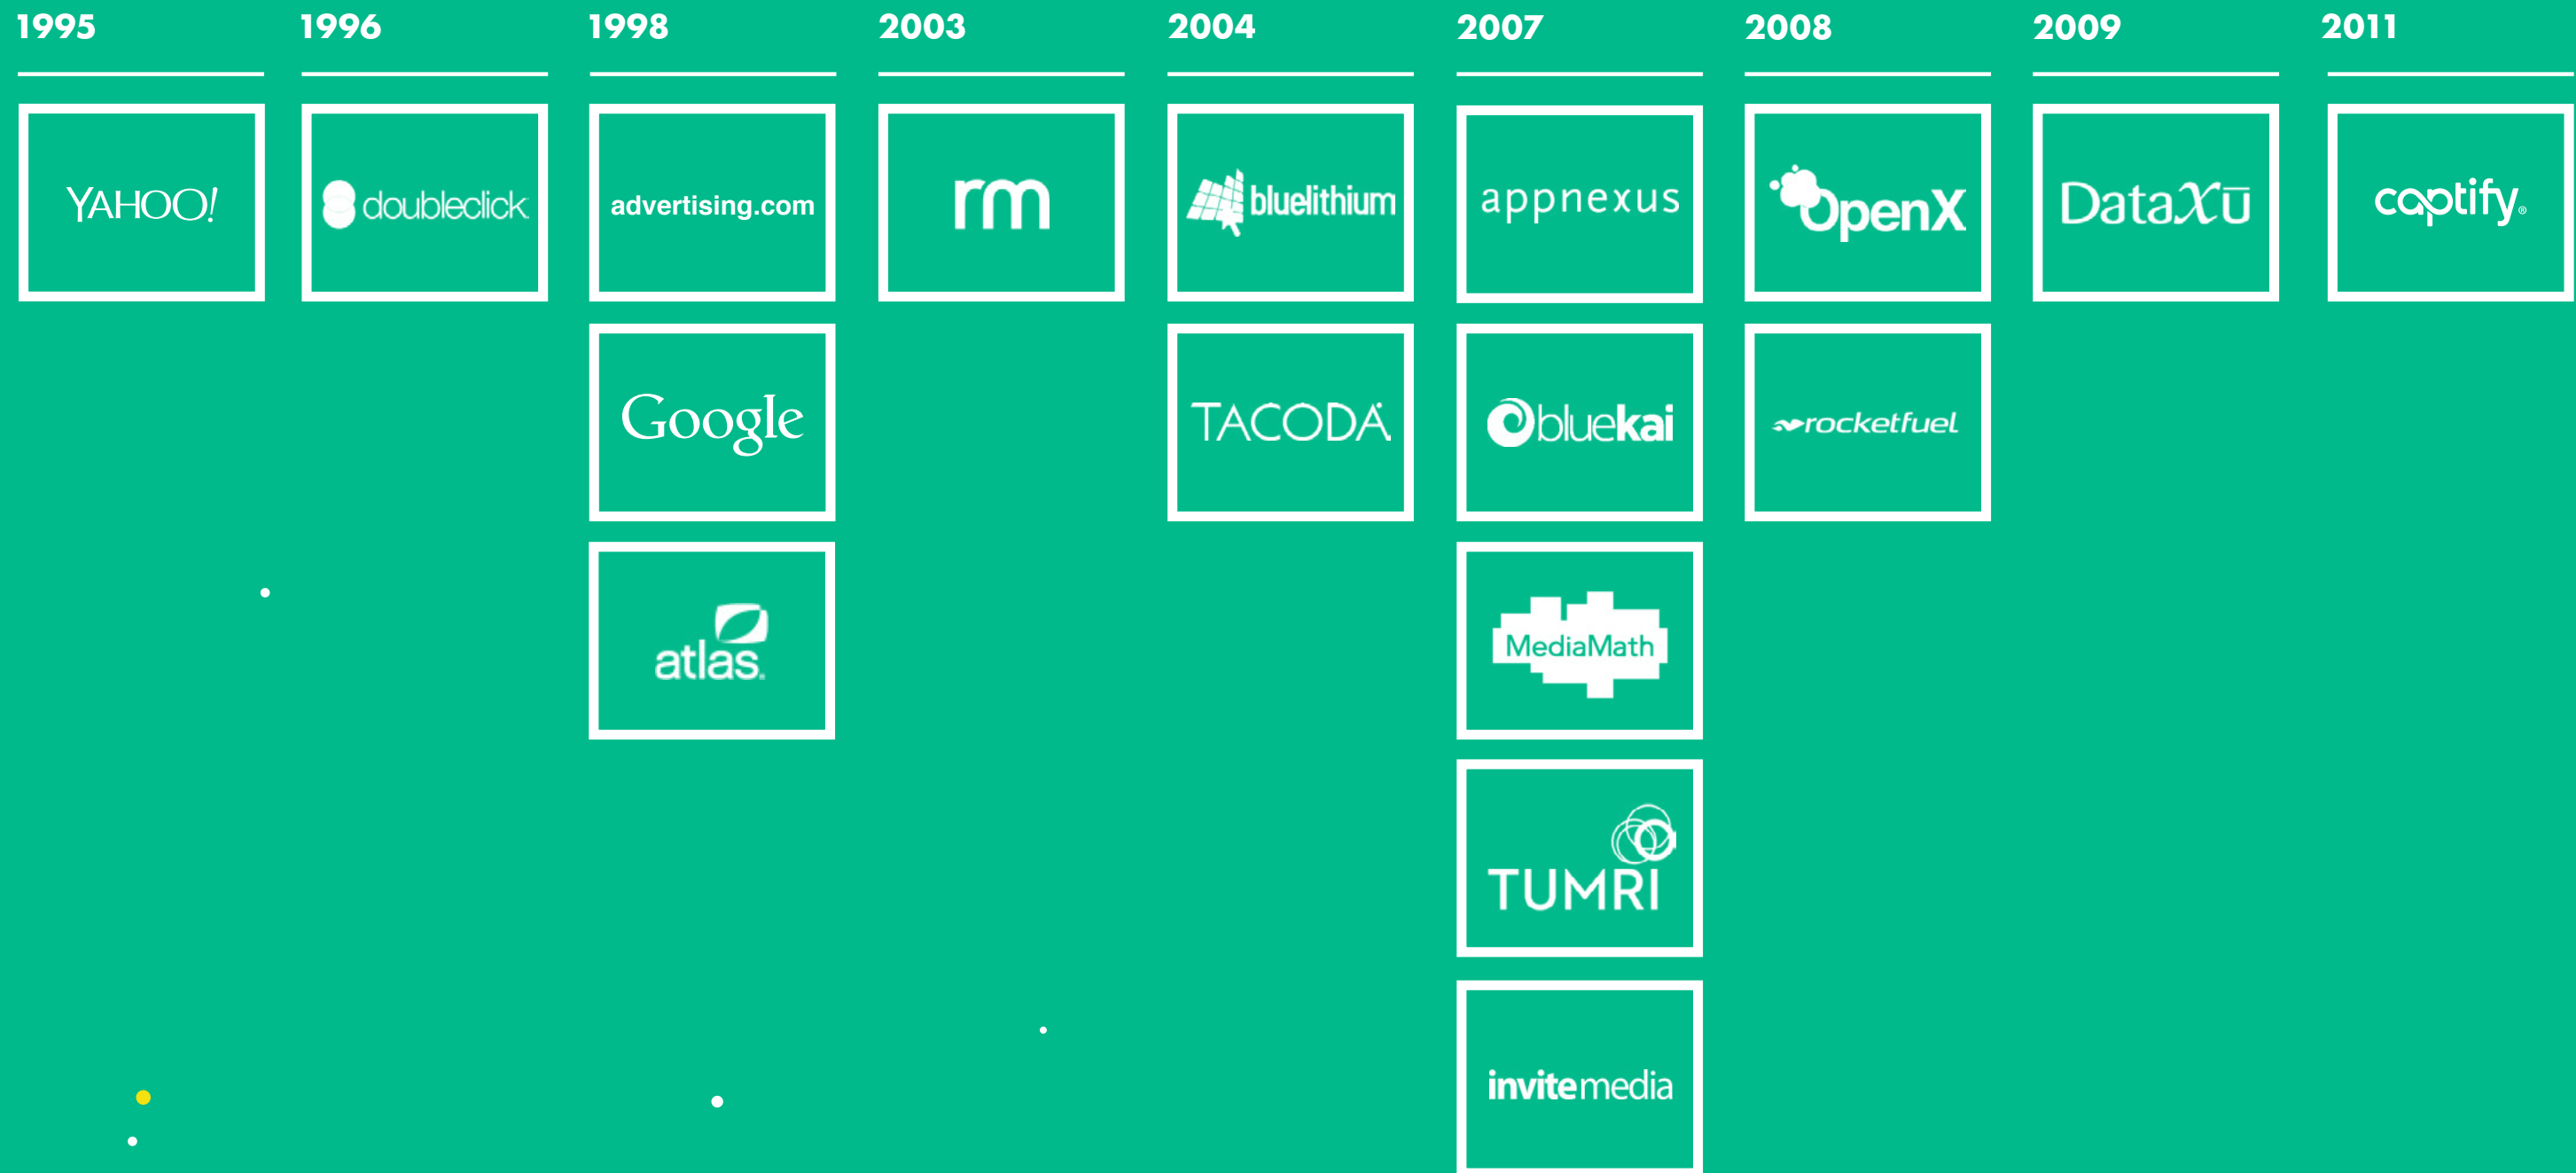 1995 1996 1998 2003 2004 2007 2008 2009 2011
YAHOO! doubleclick advertising.com rm bluelithium appnexus OpenX DataXū captify®
Google TACODA bluekai rocketfuel
atlas MediaMath
TUMRI
invitemedia